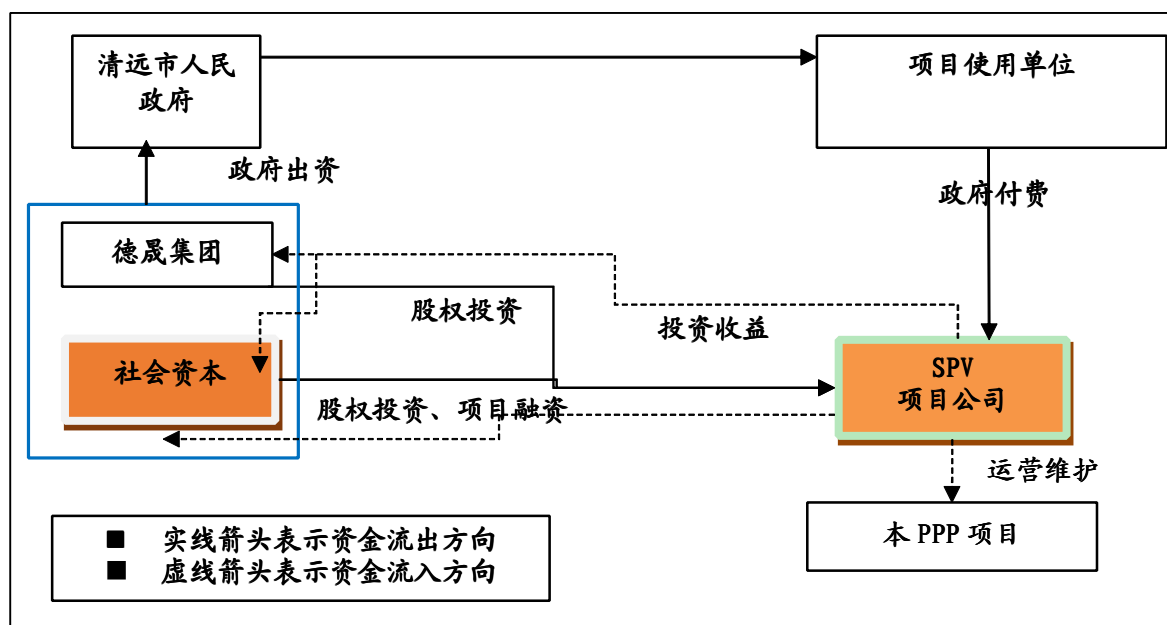 清远市人民
政府
项目使用单位
政府出资
政府付费
德晟集团
股权投资
投资收益
社会资本
SPV
项目公司
股权投资、项目融资
运营维护
本 PPP 项目
■ 实线箭头表示资金流出方向
■ 虚线箭头表示资金流入方向